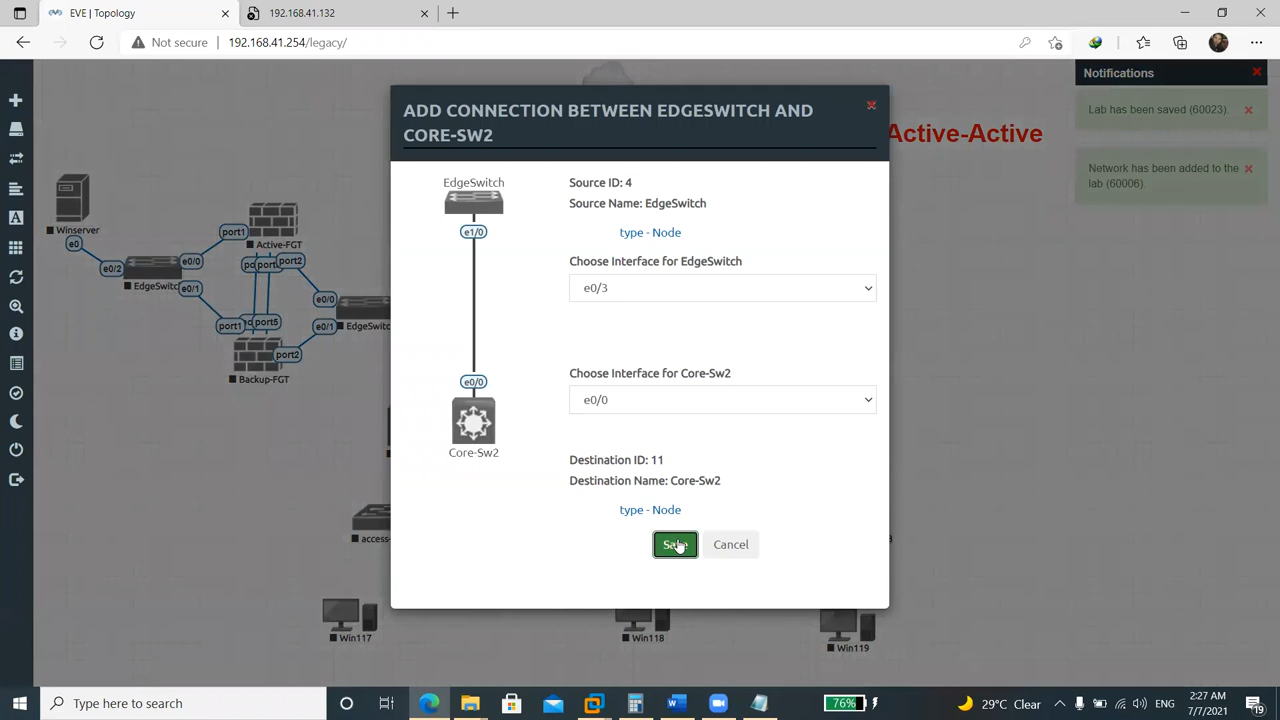 EVE | Topology
192.168.41.132
Not secure
192.168.41.254/legacy/
Notifications
Lab has been saved (60023).
Network has been added to the
lab (60006).
Active-Active
ADD CONNECTION BETWEEN EDGESWITCH AND
CORE-SW2
EdgeSwitch
e1/0
e0/0
Core-Sw2
Source ID: 4
Source Name: EdgeSwitch
type - Node
Choose Interface for EdgeSwitch
e0/3
Choose Interface for Core-Sw2
e0/0
Destination ID: 11
Destination Name: Core-Sw2
type - Node
Cancel
Winserver
e0
e0/2
EdgeSwitc
e0/0
e0/1
port1
Active-FGT
port2
port1
port5
port2
Backup-FGT
e0/0
e0/1
EdgeSwitc
access-
Win117
Win118
Win119
Type here to search
76%
29°C Clear
ENG
2:27 AM
7/7/2021
19